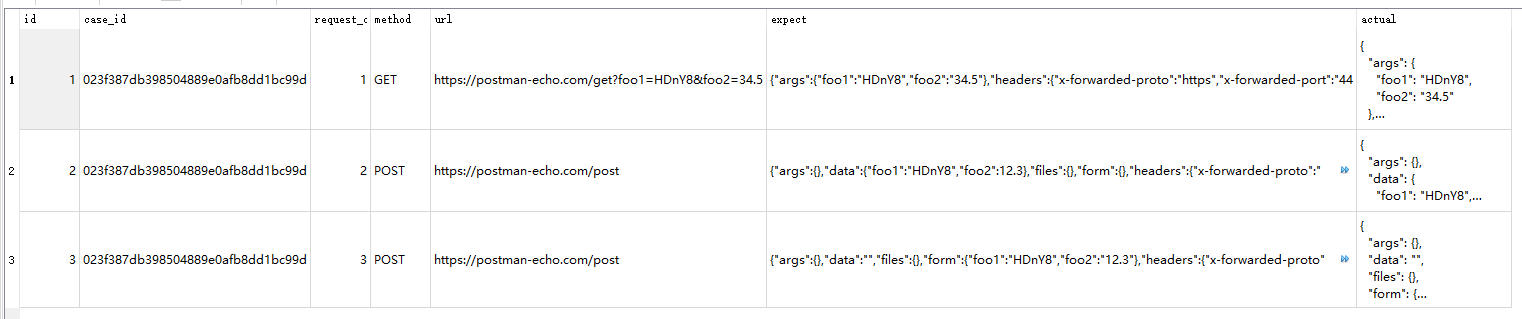 id case_id request_c method url expect actual
1 1 023f387db398504889e0afb8dd1bc99d 1 GET https://postman-echo.com/get?foo1=HDnY8&foo2=34.5 {"args":{"foo1":"HDnY8","foo2":"34.5"},"headers":{"x-forwarded-proto":"https","x-forwarded-port":"44
{
"args": {
"foo1": "HDnY8",
"foo2": "34.5"
},...
2 2 023f387db398504889e0afb8dd1bc99d 2 POST https://postman-echo.com/post {"args":{},"data":{"foo1":"HDnY8","foo2":12.3},"files":{},"form":{},"headers":{"x-forwarded-proto":"
{
"args": {},
"data": {
"foo1": "HDnY8",...
3 3 023f387db398504889e0afb8dd1bc99d 3 POST https://postman-echo.com/post {"args":{},"data":"","files":{},"form":{"foo1":"HDnY8","foo2":"12.3"},"headers":{"x-forwarded-proto"
{
"args": {},
"data": "",
"files": {},
"form": {...